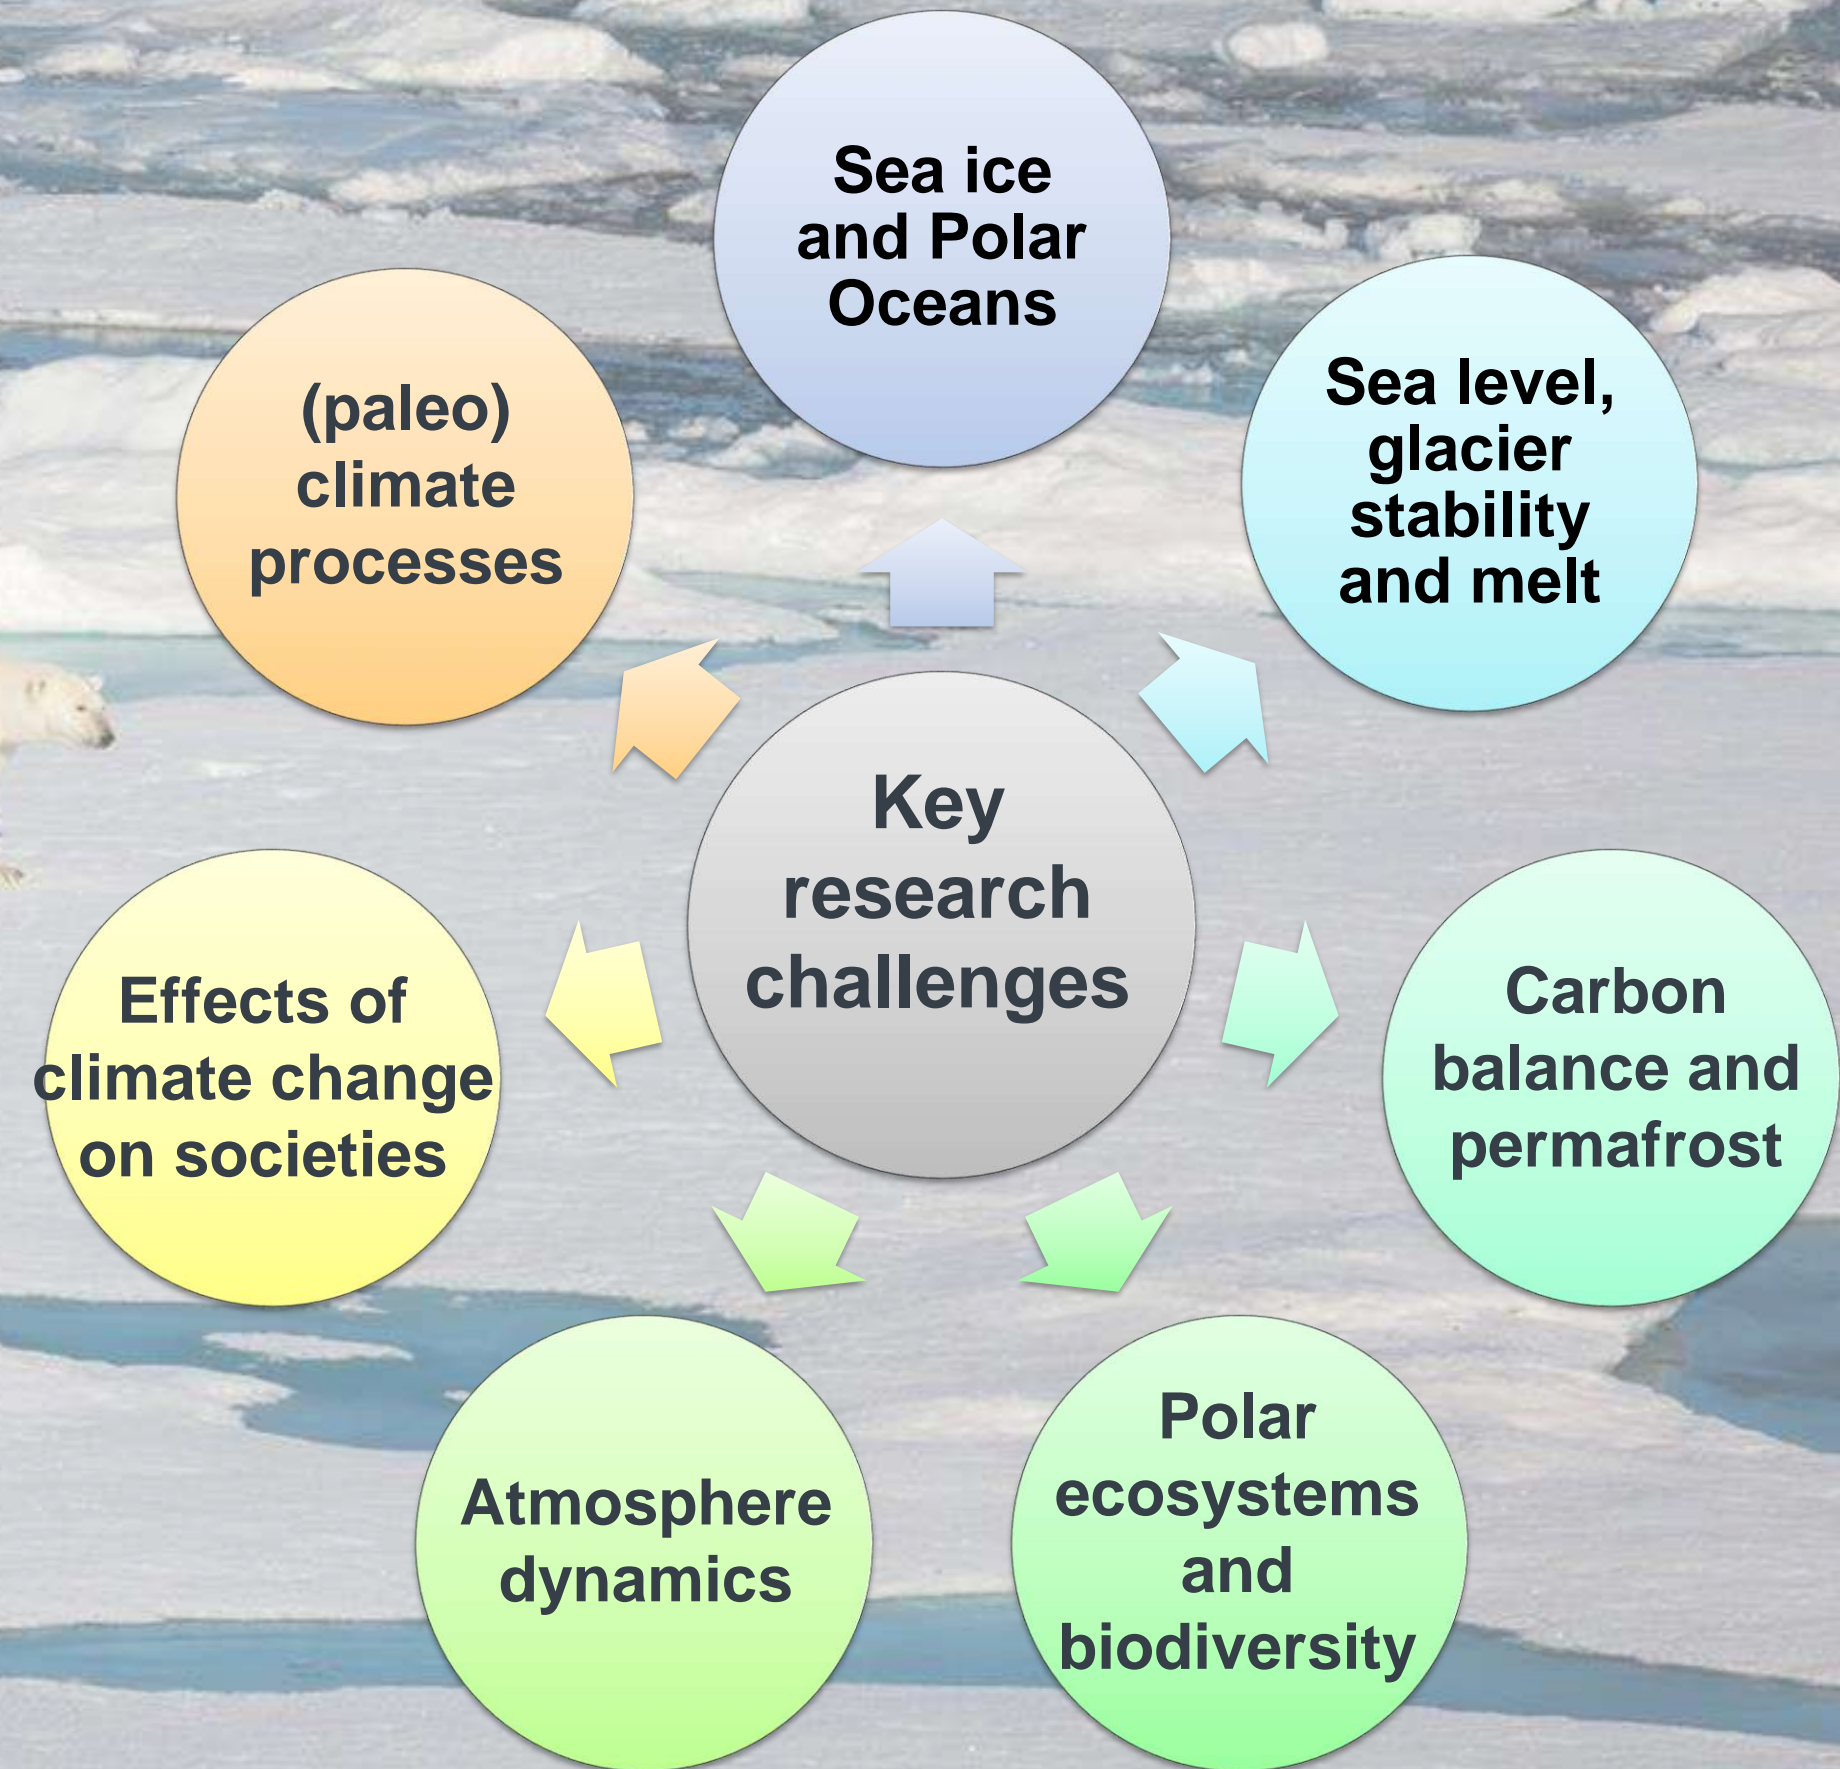 Sea ice
and Polar
Oceans
Sea level,
glacier
stability
and melt
Carbon
balance and
permafrost
Polar
ecosystems
and
biodiversity
Atmosphere
dynamics
Effects of
climate change
on societies
(paleo)
climate
processes
Key
research
challenges